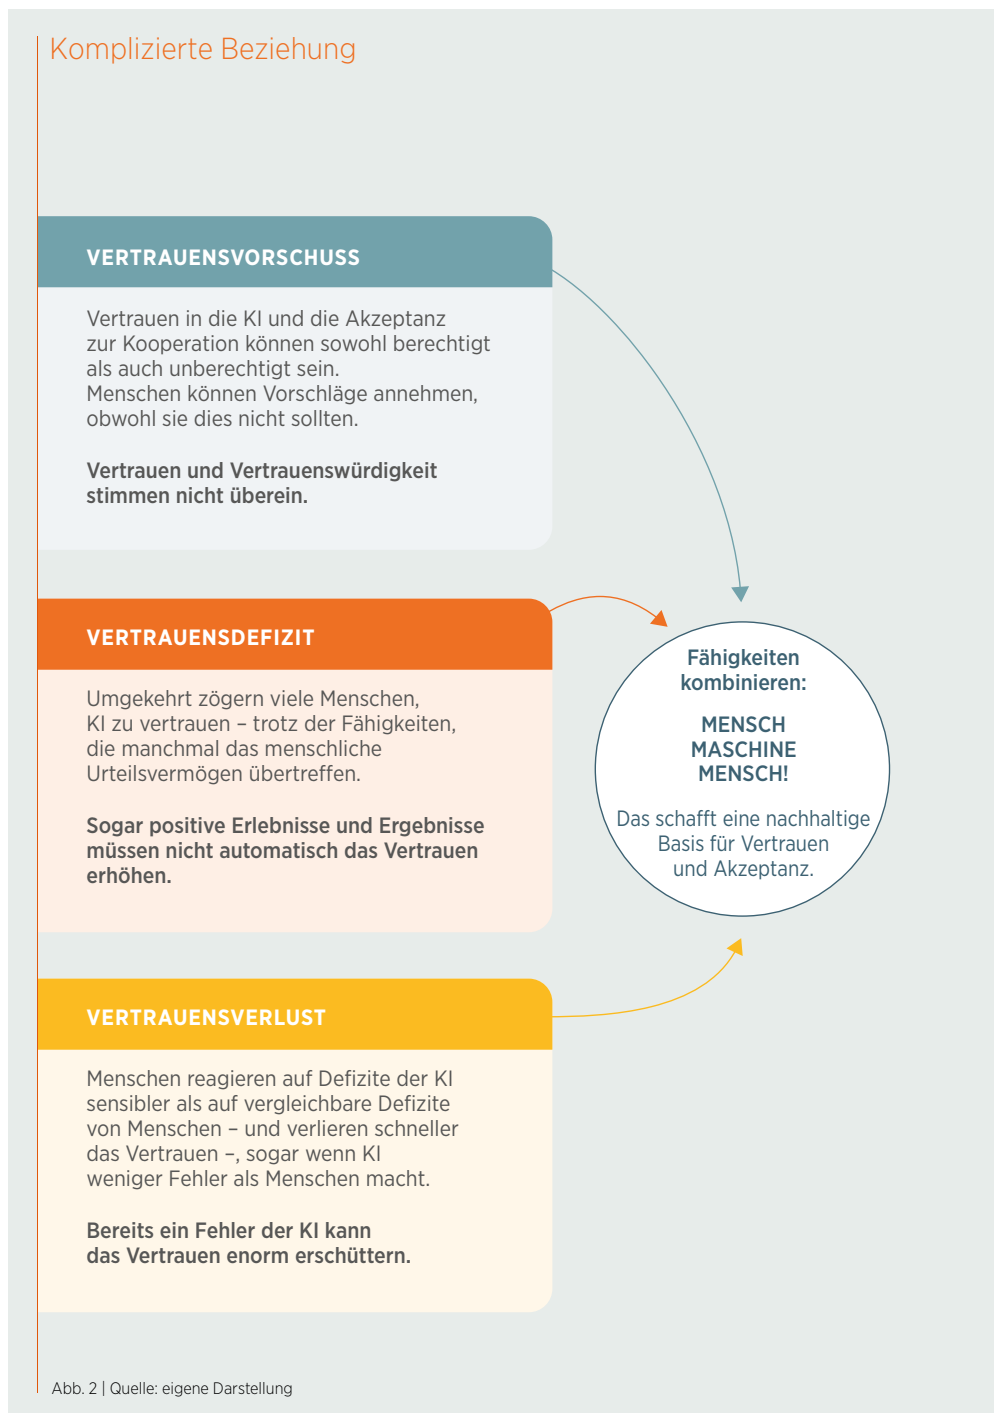 Komplizierte Beziehung
VERTRAUENSVORSCHUSS
Vertrauen in die KI und die Akzeptanz
zur Kooperation können sowohl berechtigt
als auch unberechtigt sein.
Menschen können Vorschläge annehmen,
obwohl sie dies nicht sollten.
Vertrauen und Vertrauenswürdigkeit
stimmen nicht überein.
VERTRAUENSDEFIZIT
Umgekehrt zögern viele Menschen,
KI zu vertrauen – trotz der Fähigkeiten,
die manchmal das menschliche
Urteilsvermögen übertreffen.
Sogar positive Erlebnisse und Ergebnisse
müssen nicht automatisch das Vertrauen
erhöhen.
VERTRAUENSVERLUST
Menschen reagieren auf Defizite der KI
sensibler als auf vergleichbare Defizite
von Menschen – und verlieren schneller
das Vertrauen –, sogar wenn KI
weniger Fehler als Menschen macht.
Bereits ein Fehler der KI kann
das Vertrauen enorm erschüttern.
Fähigkeiten
kombinieren:
MENSCH
MASCHINE
MENSCH!
Das schafft eine nachhaltige
Basis für Vertrauen
und Akzeptanz.
Abb. 2 | Quelle: eigene Darstellung